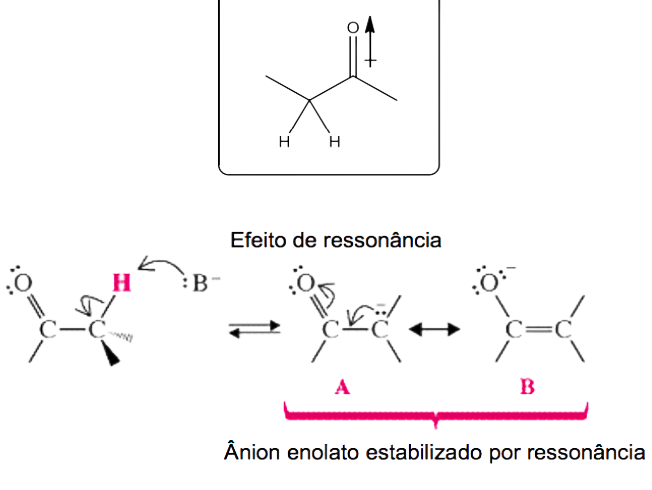 O
H H
Efeito de ressonância
:Ö H :B⁻ :Ö :Ö:⁻
C—C C—C C=C
A B
Ânion enolato estabilizado por ressonância